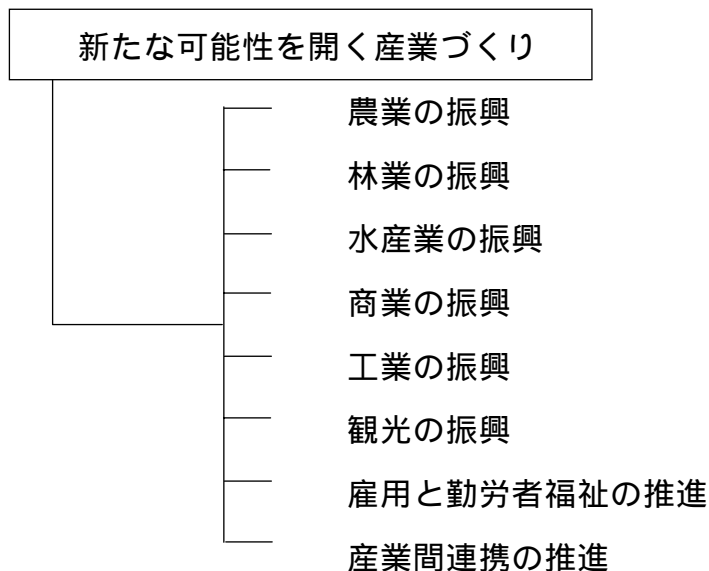 新たな可能性を開く産業づくり
農業の振興
林業の振興
水産業の振興
商業の振興
工業の振興
観光の振興
雇用と勤労者福祉の推進
産業間連携の推進